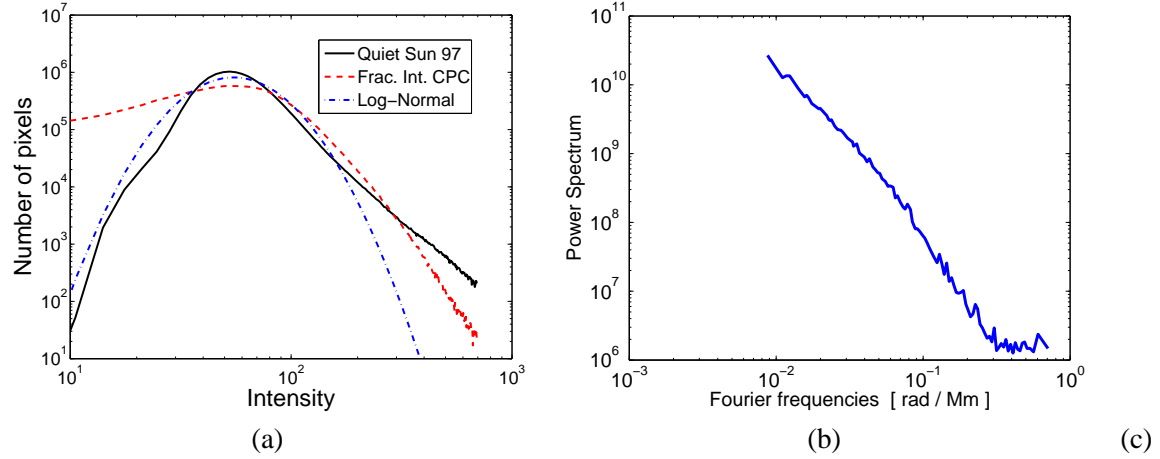 10^7
10^6
10^5
10^4
10^3
10^2
10^1
Number of pixels
Quiet Sun 97
Frac. Int. CPC
Log−Normal
10^1
10^2
10^3
Intensity
(a)
10^11
10^10
10^9
10^8
10^7
10^6
Power Spectrum
10^−3
10^−2
10^−1
10^0
Fourier frequencies [ rad / Mm ]
(b)
(c)